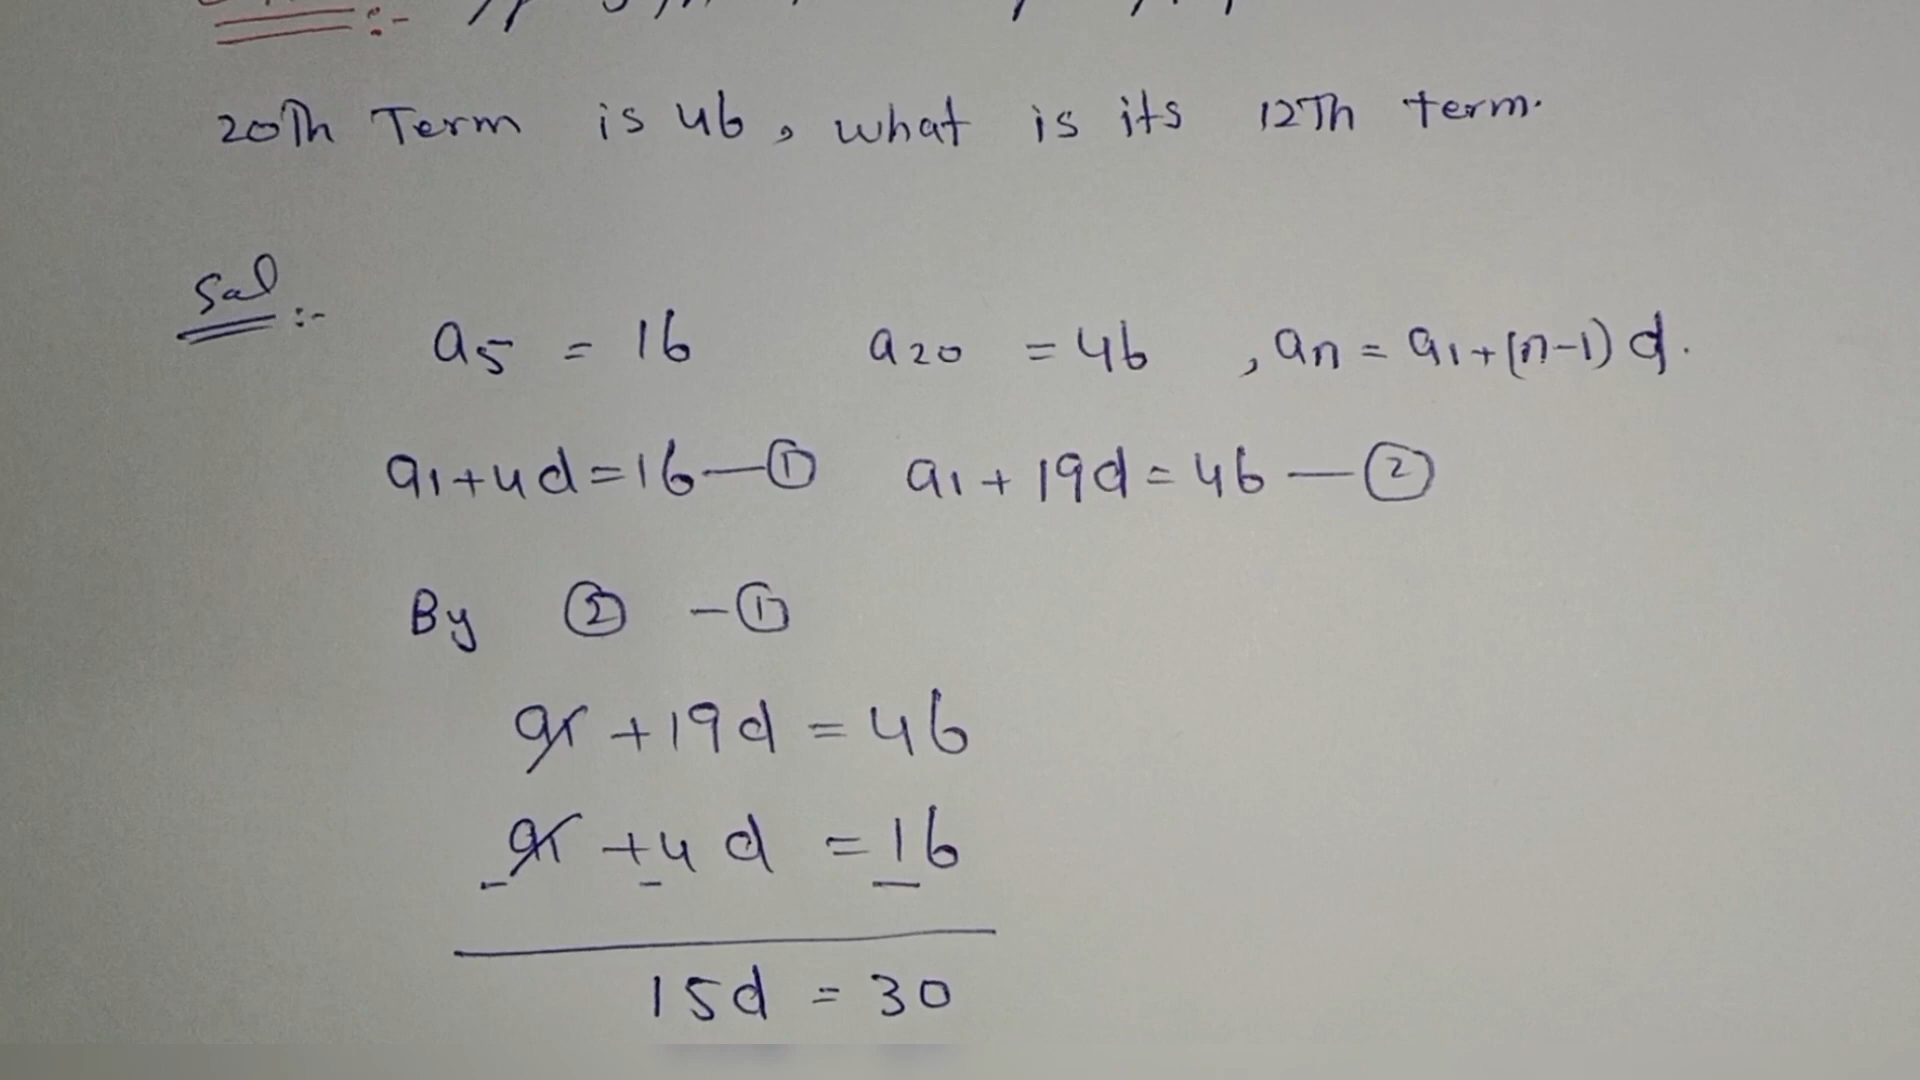 20Th Term is 46, what is its 12Th term.
Sol :-
a5 = 16 a20 = 46 , an = a1+(n-1)d.
a1+4d=16—① a1+19d=46—②
By ② -①
a1+19d=46
a1+4d=16
- - -
15d = 30